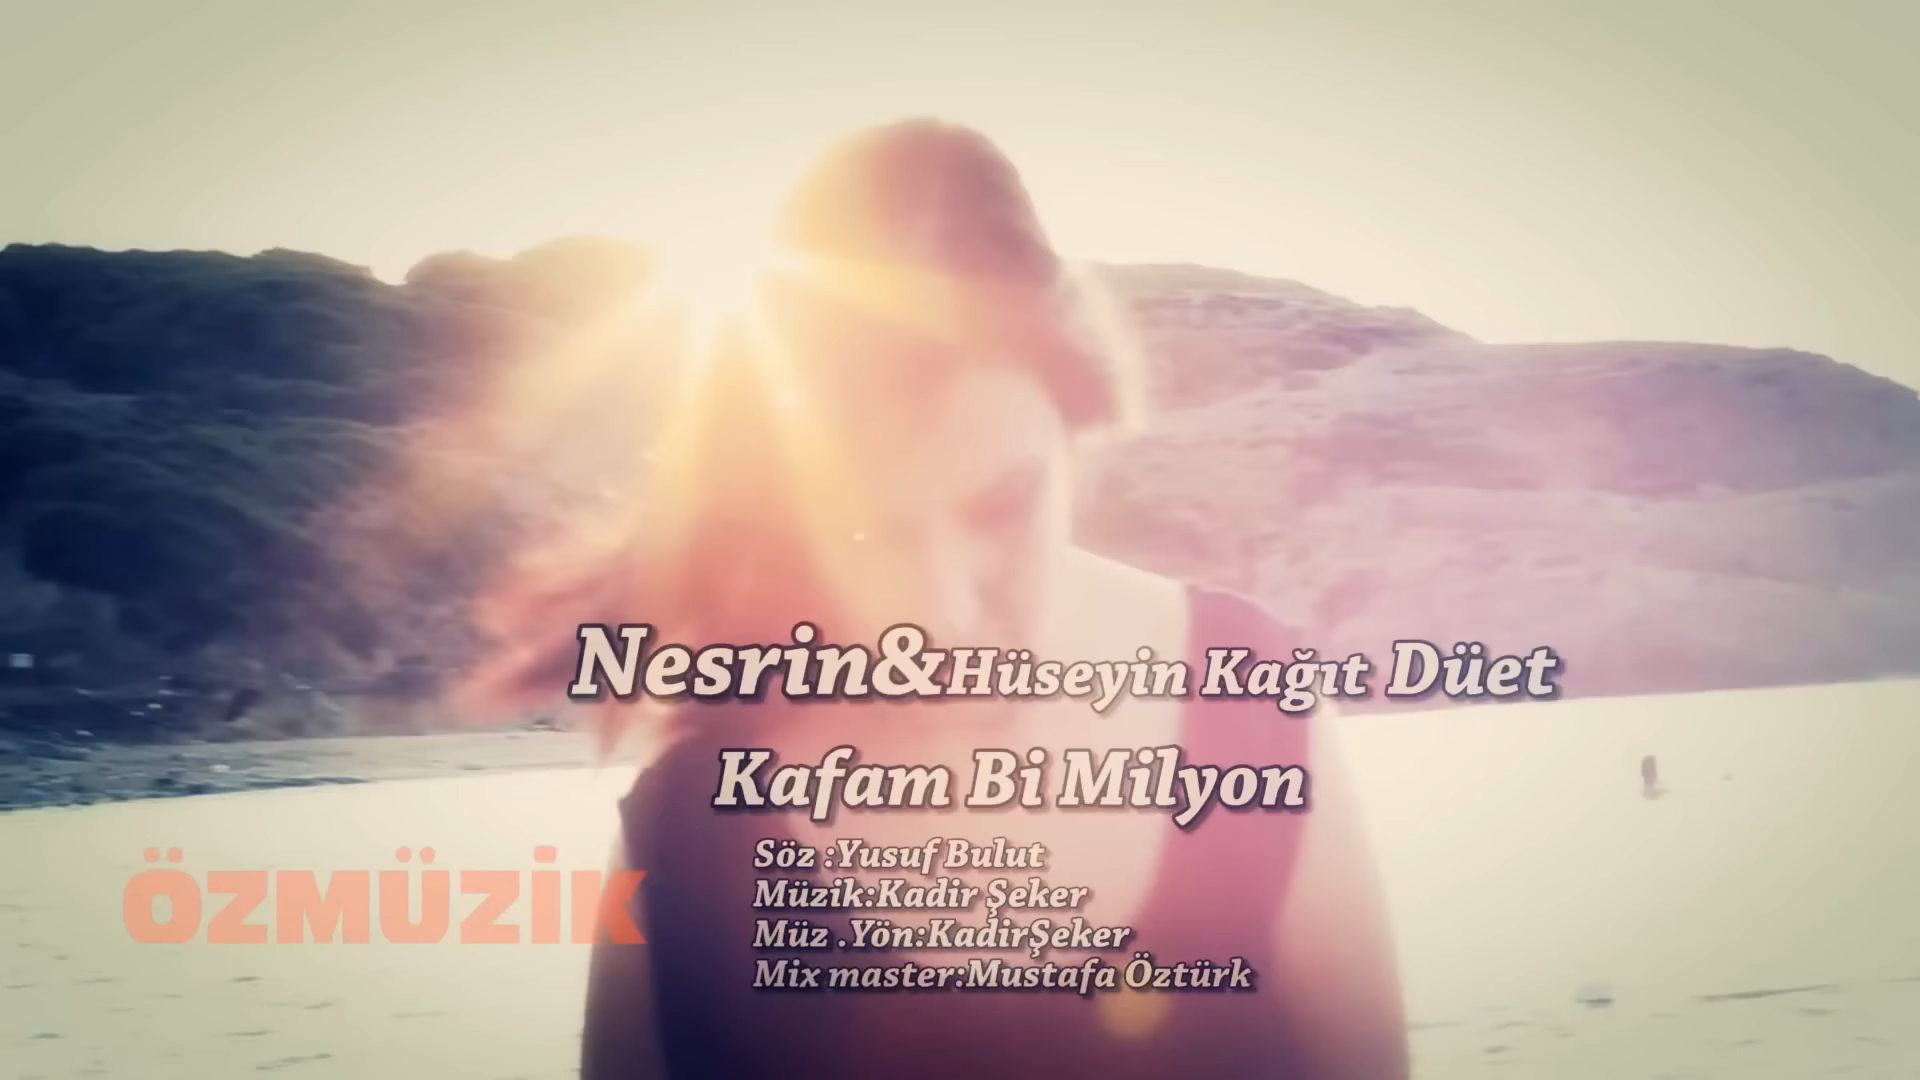 Nesrin&Hüseyin Kağıt Düet
Kafam Bi Milyon
Söz :Yusuf Bulut
Müzik:Kadir Şeker
Müz .Yön:KadirŞeker
Mix master:Mustafa Öztürk
ÖZMÜZİK